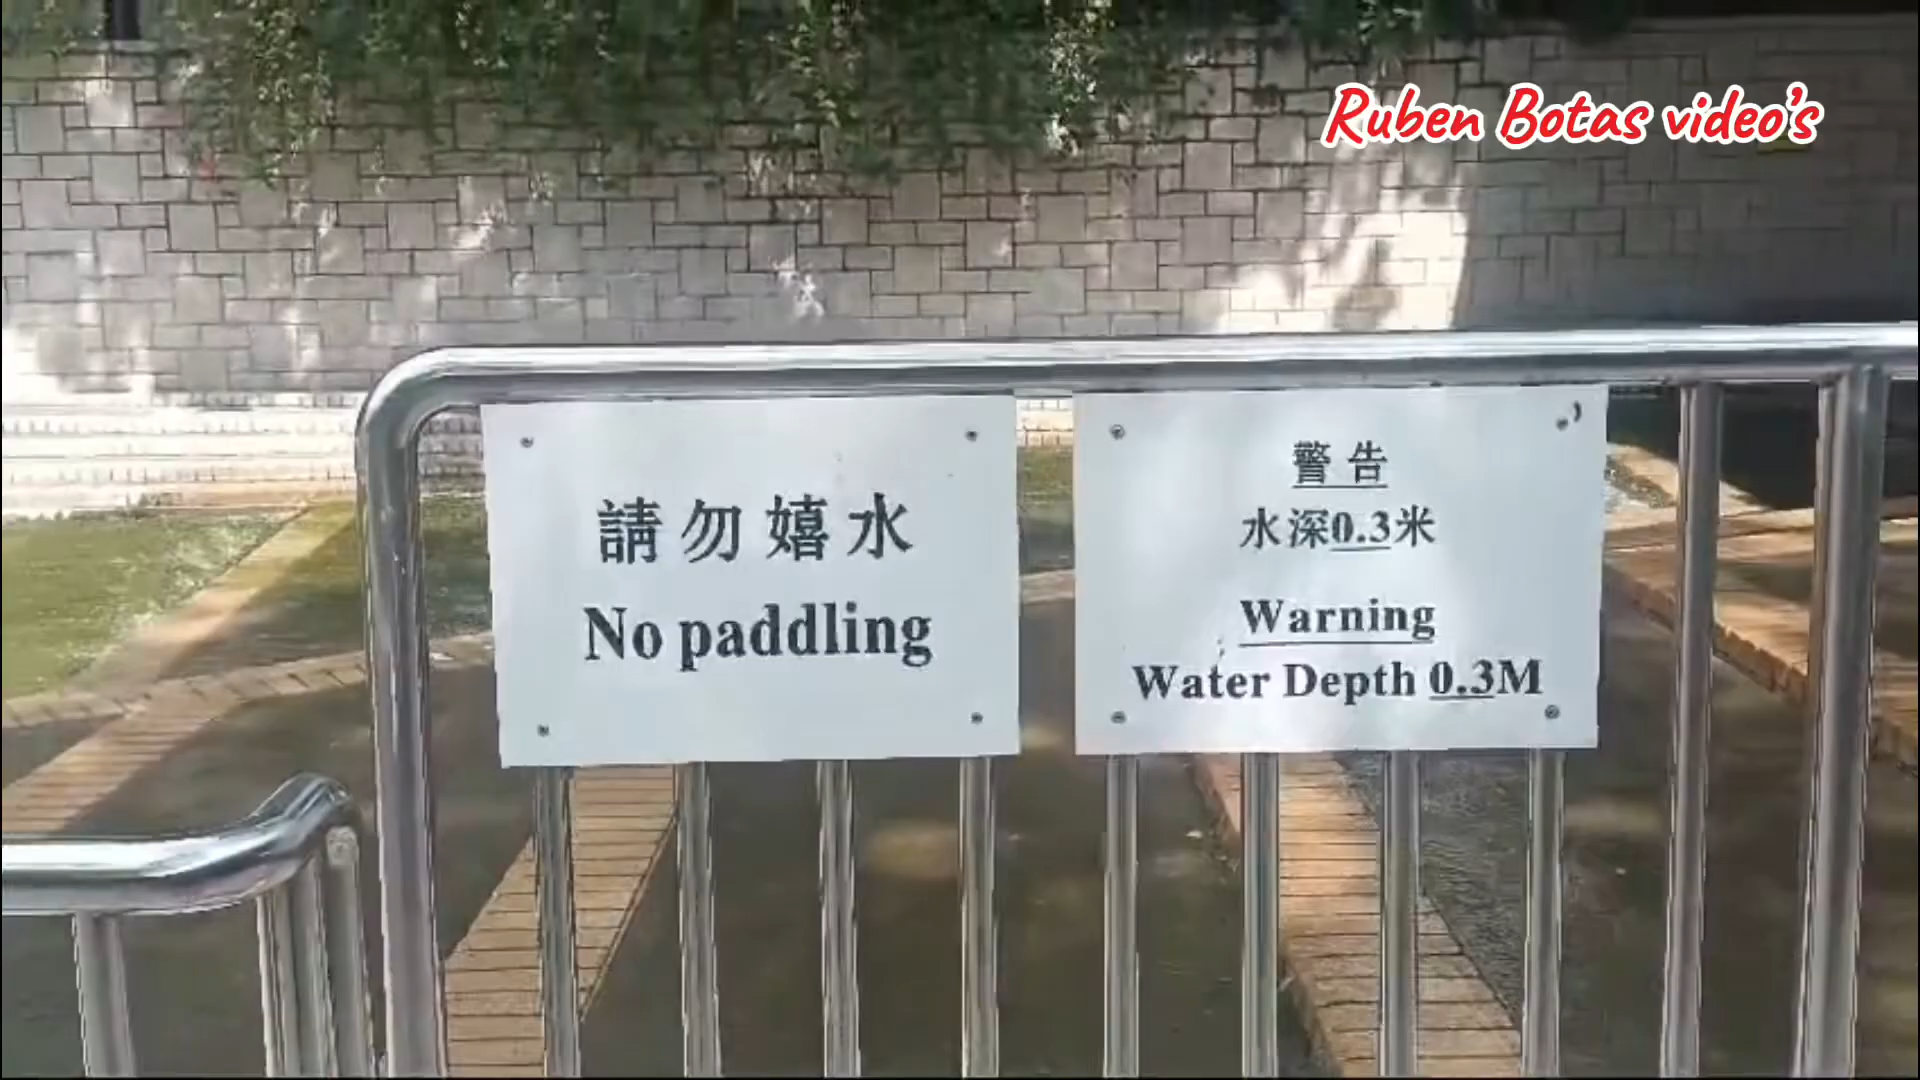 Ruben Botas video's
請勿嬉水
No paddling
警告
水深0.3米
Warning
Water Depth 0.3M